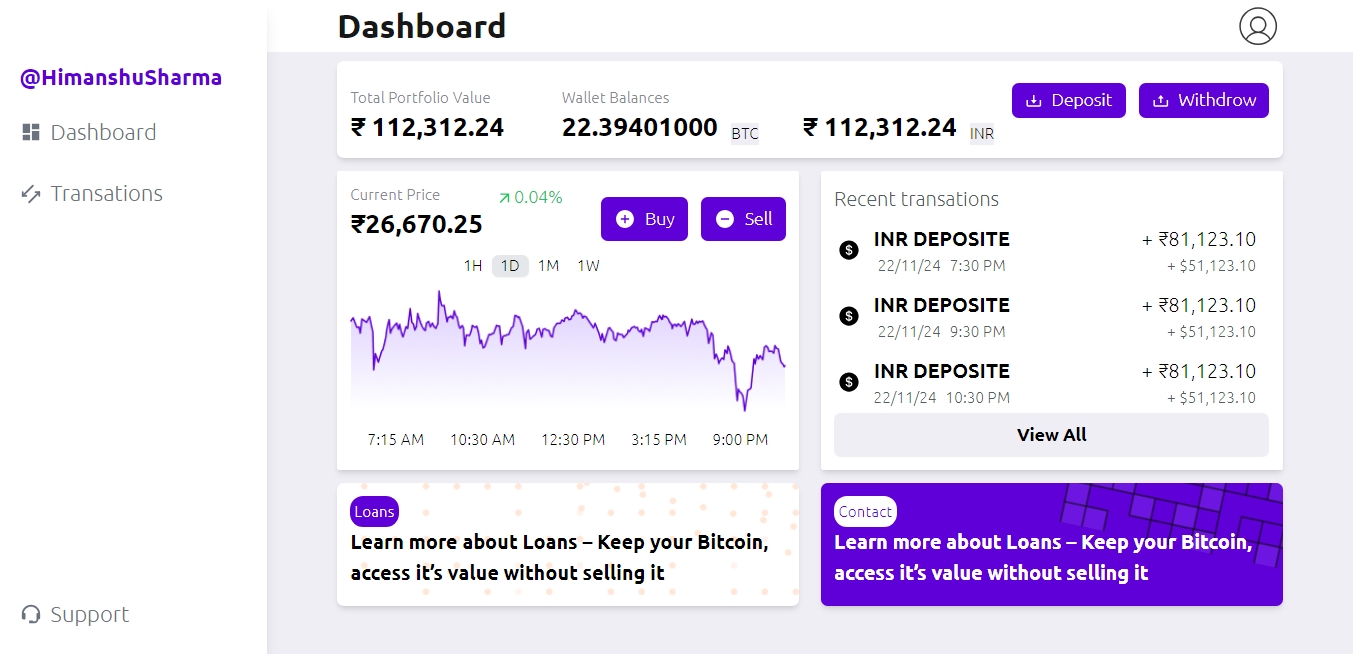 Dashboard
@HimanshuSharma
Dashboard
Transations
Support
Total Portfolio Value
₹ 112,312.24
Wallet Balances
22.39401000 BTC
₹ 112,312.24 INR
Deposit
Withdrow
Current Price
₹26,670.25
0.04%
Buy
Sell
1H 1D 1M 1W
7:15 AM 10:30 AM 12:30 PM 3:15 PM 9:00 PM
Recent transations
$
INR DEPOSITE + ₹81,123.10
22/11/24 7:30 PM + $51,123.10
$
INR DEPOSITE + ₹81,123.10
22/11/24 9:30 PM + $51,123.10
$
INR DEPOSITE + ₹81,123.10
22/11/24 10:30 PM + $51,123.10
View All
Loans
Learn more about Loans – Keep your Bitcoin,
access it’s value without selling it
Contact
Learn more about Loans – Keep your Bitcoin,
access it’s value without selling it